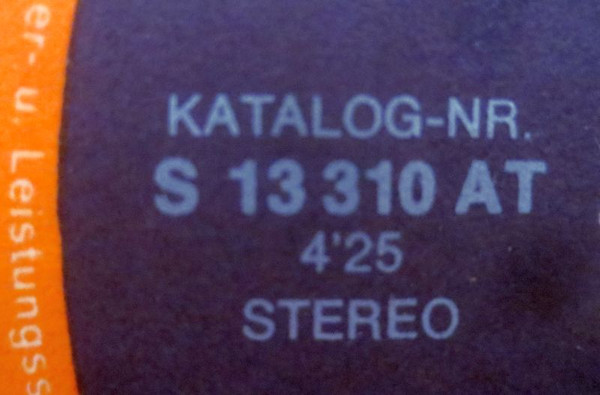 KATALOG-NR.
S 13 310 AT
4'25
STEREO
er- u. Leistungss